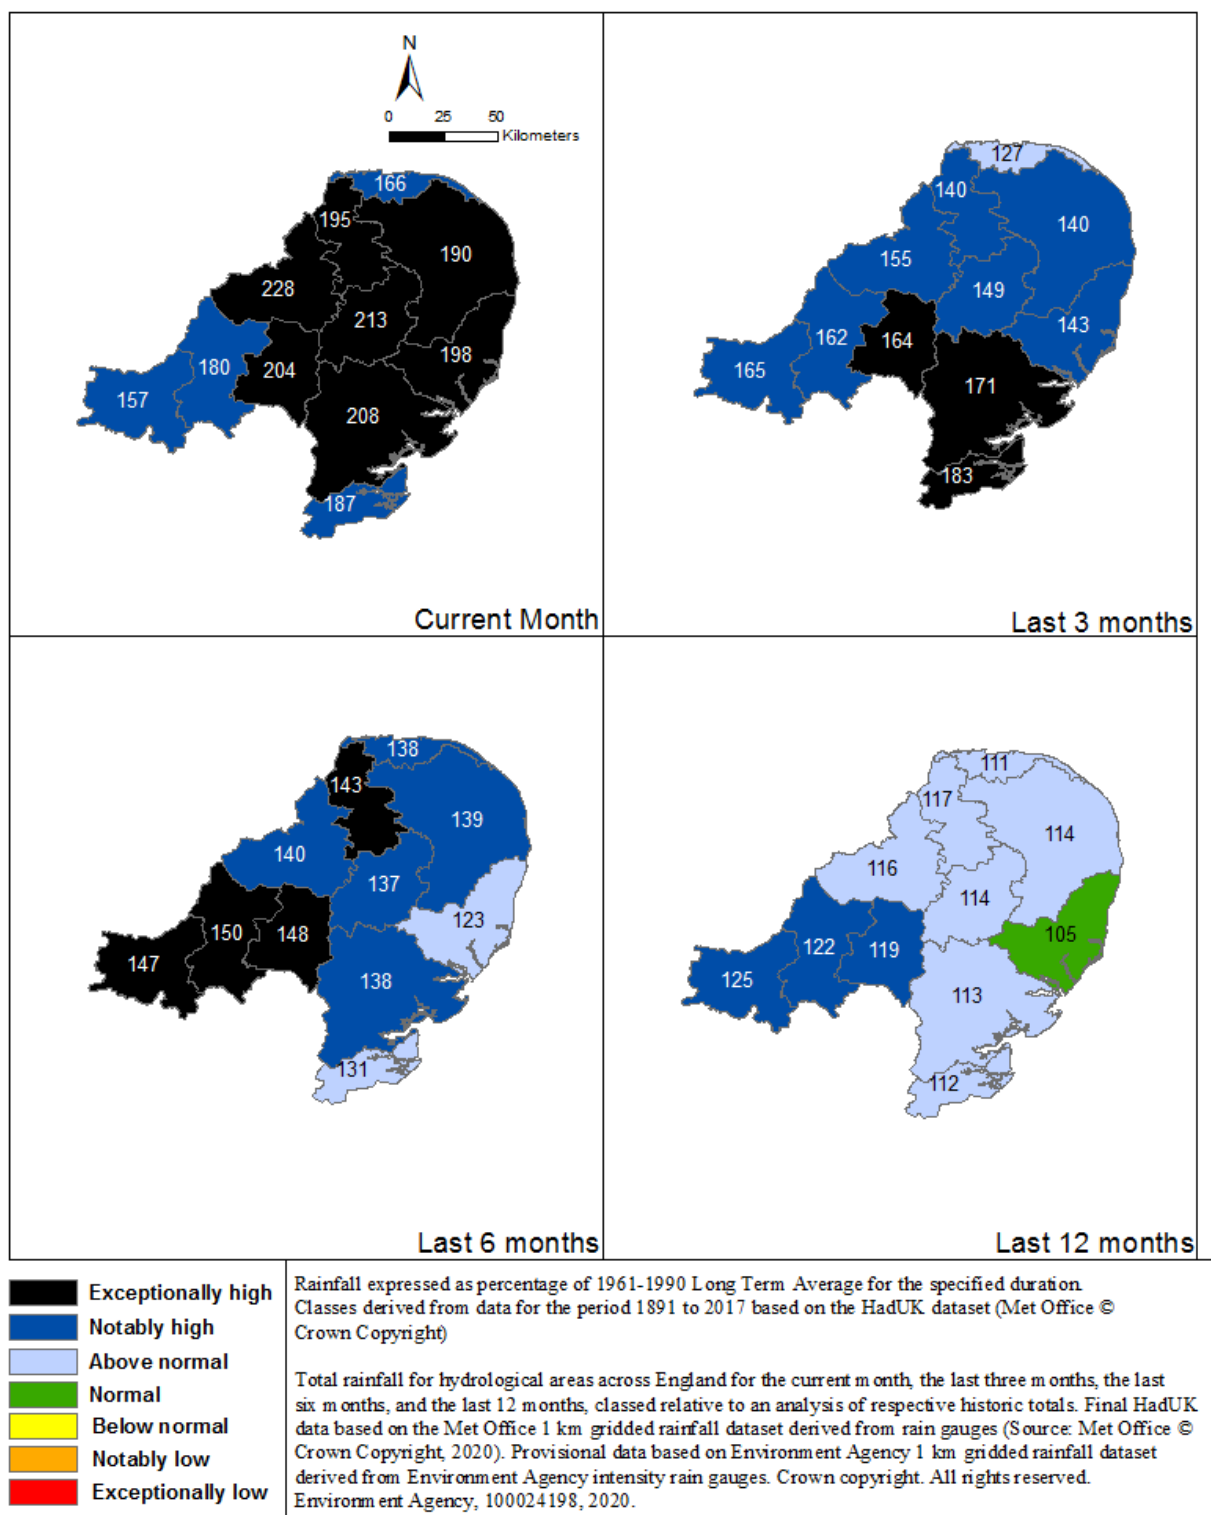 N
0 25 50
Kilometers
166
195
190
228
213
198
180
204
157
208
187
Current Month
127
140
140
155
149
143
162
164
165
171
183
Last 3 months
138
143
139
140
137
123
150
148
147
138
131
Last 6 months
111
117
114
116
114
105
122
119
125
113
112
Last 12 months
Exceptionally high
Notably high
Above normal
Normal
Below normal
Notably low
Exceptionally low
Rainfall expressed as percentage of 1961-1990 Long Term Average for the specified duration.
Classes derived from data for the period 1891 to 2017 based on the HadUK dataset (Met Office ©
Crown Copyright)
Total rainfall for hydrological areas across England for the current month, the last three months, the last
six months, and the last 12 months, classed relative to an analysis of respective historic totals. Final HadUK
data based on the Met Office 1 km gridded rainfall dataset derived from rain gauges (Source: Met Office ©
Crown Copyright, 2020). Provisional data based on Environment Agency 1 km gridded rainfall dataset
derived from Environment Agency intensity rain gauges. Crown copyright. All rights reserved.
Environment Agency, 100024198, 2020.